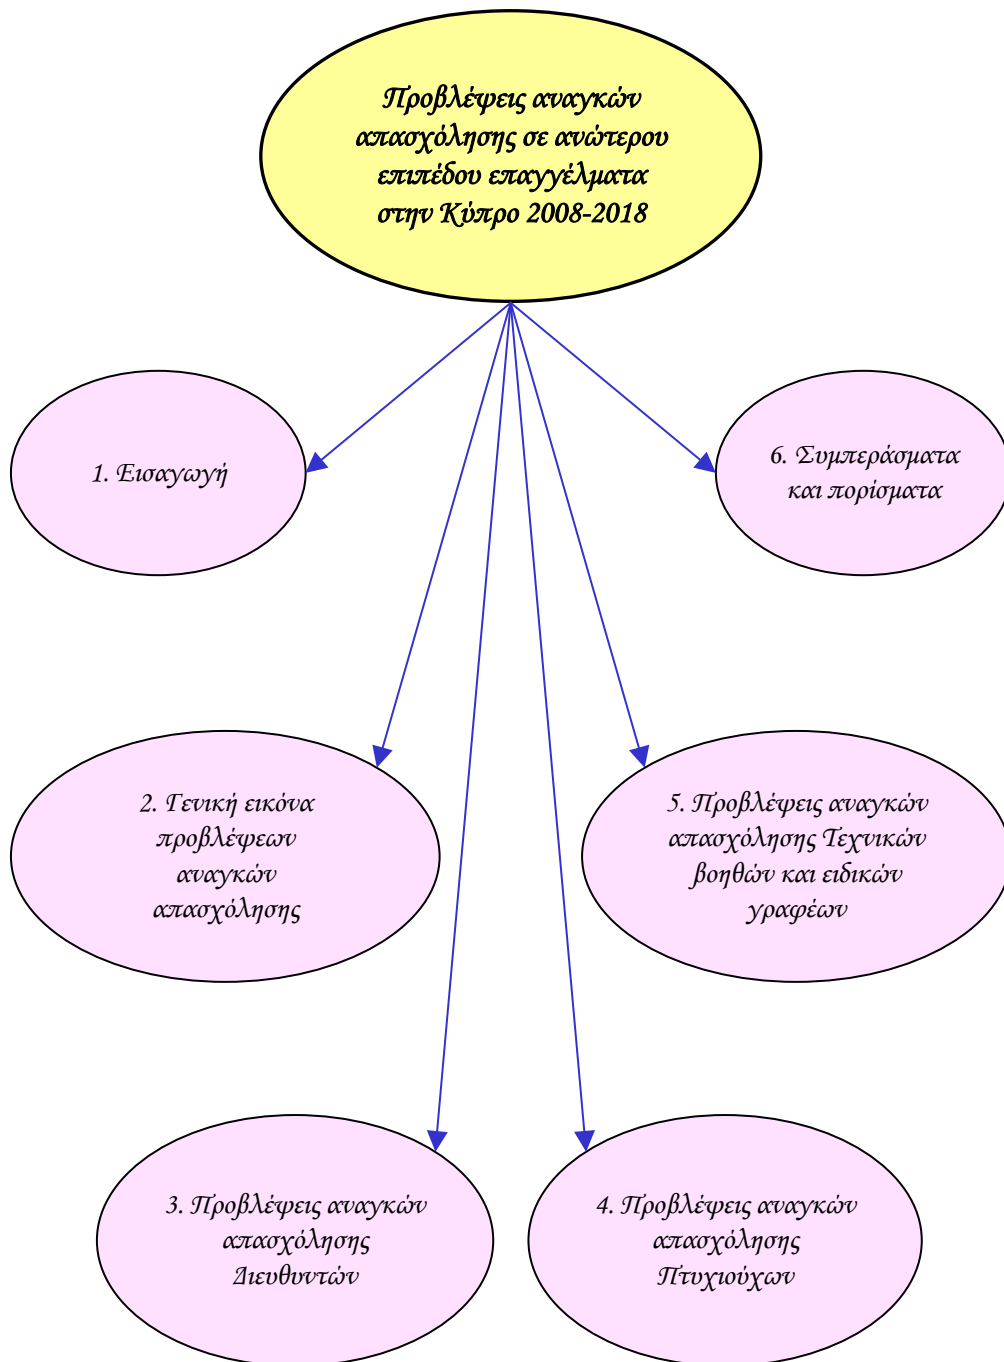 Προβλέψεις αναγκών
απασχόλησης σε ανώτερου
επιπέδου επαγγέλματα
στην Κύπρο 2008-2018
1. Εισαγωγή
6. Συμπεράσματα
και πορίσματα
2. Γενική εικόνα
προβλέψεων
αναγκών
απασχόλησης
5. Προβλέψεις αναγκών
απασχόλησης Τεχνικών
βοηθών και ειδικών
γραφέων
3. Προβλέψεις αναγκών
απασχόλησης
Διευθυντών
4. Προβλέψεις αναγκών
απασχόλησης
Πτυχιούχων